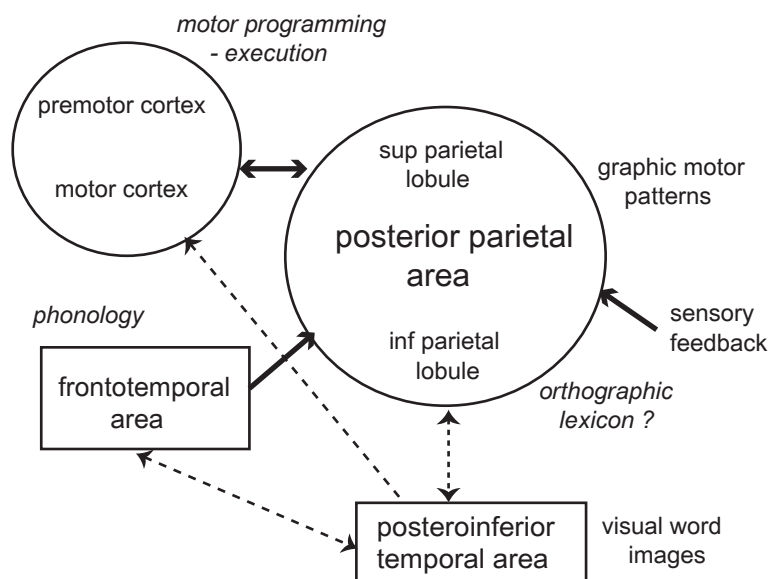 motor programming
- execution
premotor cortex
motor cortex
sup parietal
lobule
posterior parietal
area
inf parietal
lobule
graphic motor
patterns
sensory
feedback
phonology
frontotemporal
area
orthographic
lexicon ?
posteroinferior
temporal area
visual word
images